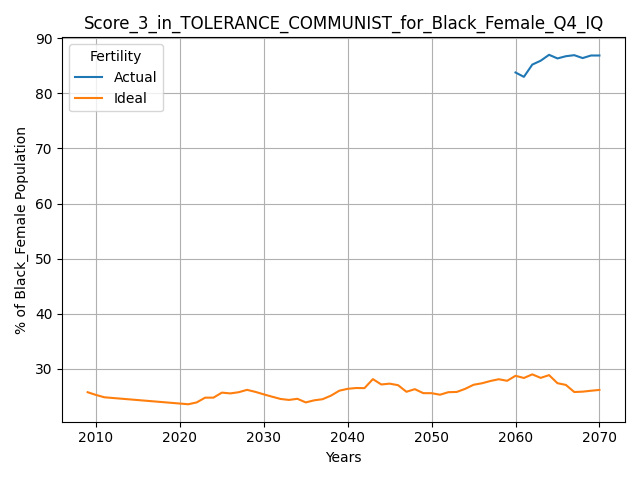 Score_3_in_TOLERANCE_COMMUNIST_for_Black_Female_Q4_IQ
Fertility
Actual
Ideal
% of Black_Female Population
90
80
70
60
50
40
30
2010 2020 2030 2040 2050 2060 2070
Years